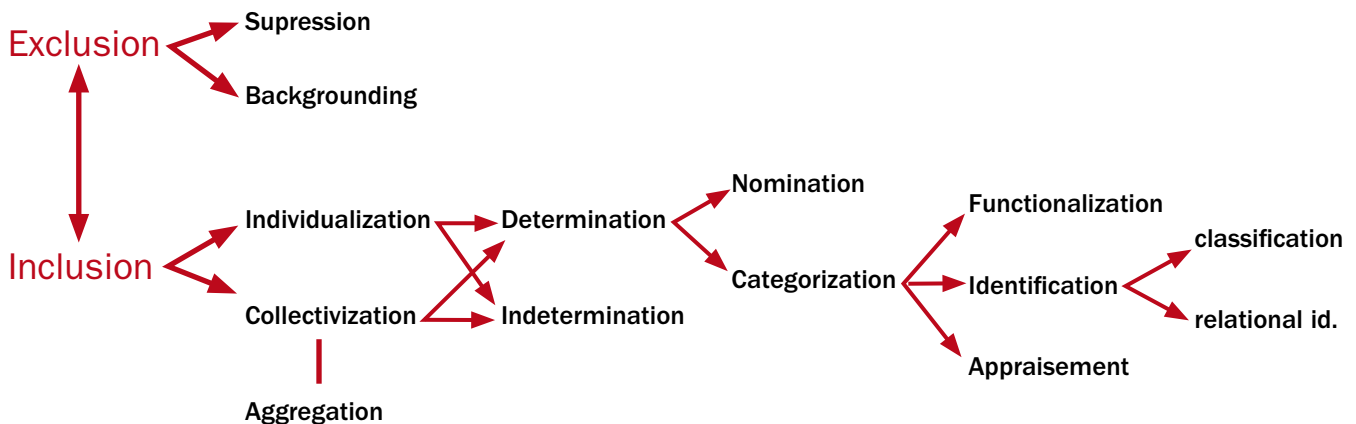 Exclusion
Supression
Backgrounding
Inclusion
Individualization
Collectivization
Aggregation
Determination
Indetermination
Nomination
Categorization
Functionalization
Identification
Appraisement
classification
relational id.